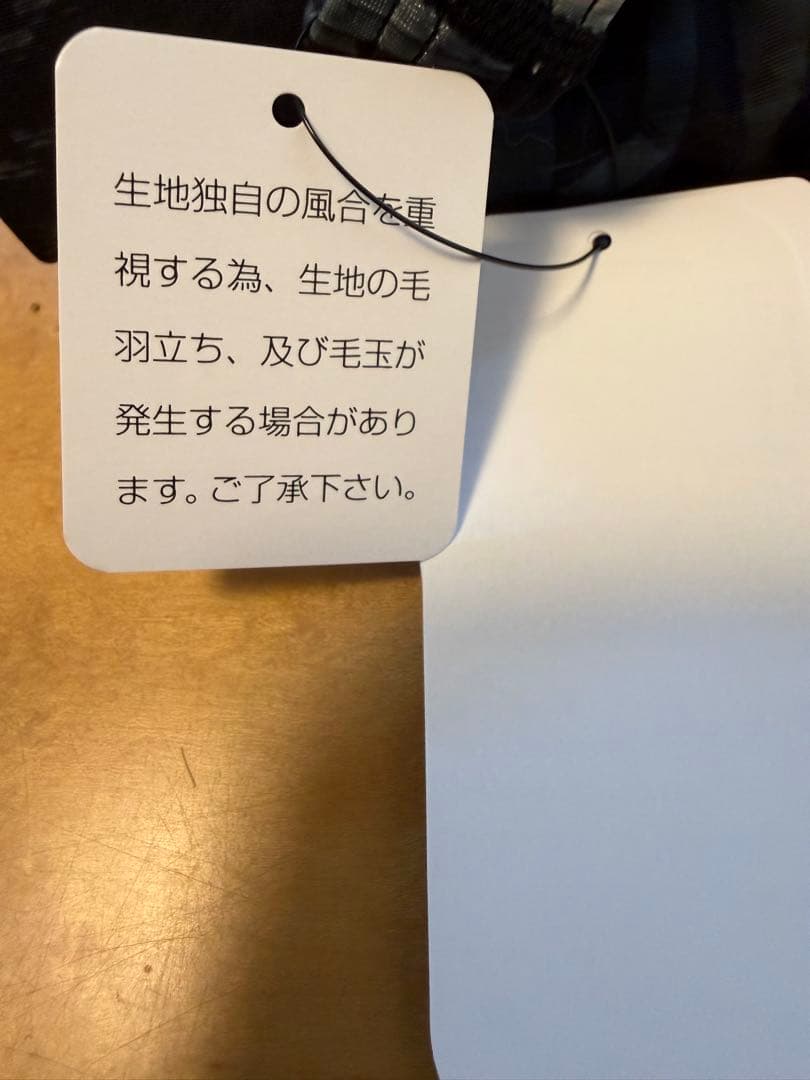 生地独自の風合を重
視する為、生地の毛
羽立ち、及び毛玉が
発生する場合があり
ます。ご了承下さい。